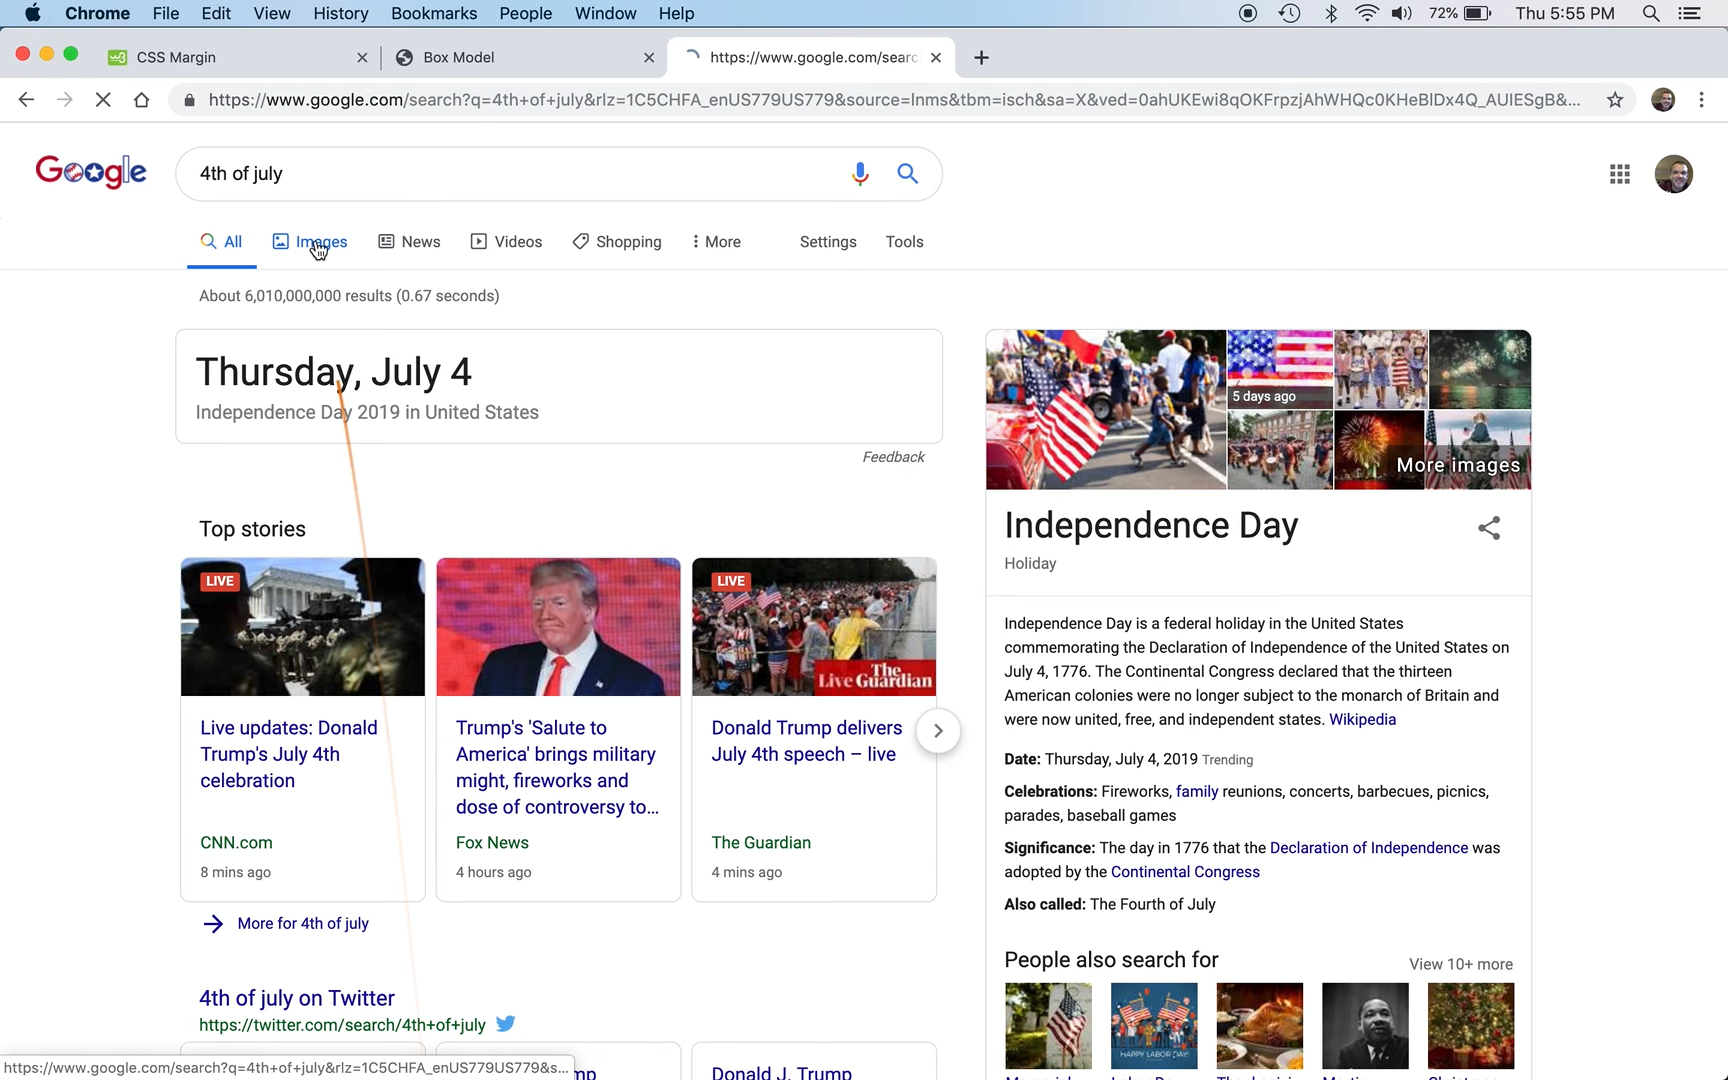 Chrome File Edit View History Bookmarks People Window Help 72% Thu 5:55 PM
CSS Margin Box Model https://www.google.com/searc
https://www.google.com/search?q=4th+of+july&rlz=1C5CHFA_enUS779US779&source=lnms&tbm=isch&sa=X&ved=0ahUKEwi8qOKFrpzjAhWHQc0KHeBIDx4Q_AUIESgB&...
Google 4th of july
All Images News Videos Shopping More Settings Tools
About 6,010,000,000 results (0.67 seconds)
Thursday, July 4
Independence Day 2019 in United States
Feedback
Top stories
LIVE
Live updates: Donald
Trump's July 4th
celebration
CNN.com
8 mins ago
Trump's 'Salute to
America' brings military
might, fireworks and
dose of controversy to...
Fox News
4 hours ago
LIVE
The
Live Guardian
Donald Trump delivers
July 4th speech – live
The Guardian
4 mins ago
More for 4th of july
4th of july on Twitter
https://twitter.com/search/4th+of+july
Donald J. Trump
5 days ago
More images
Independence Day
Holiday
Independence Day is a federal holiday in the United States
commemorating the Declaration of Independence of the United States on
July 4, 1776. The Continental Congress declared that the thirteen
American colonies were no longer subject to the monarch of Britain and
were now united, free, and independent states. Wikipedia
Date: Thursday, July 4, 2019 Trending
Celebrations: Fireworks, family reunions, concerts, barbecues, picnics,
parades, baseball games
Significance: The day in 1776 that the Declaration of Independence was
adopted by the Continental Congress
Also called: The Fourth of July
People also search for View 10+ more
HAPPY LABOR DAY!
https://www.google.com/search?q=4th+of+july&rlz=1C5CHFA_enUS779US779&s...